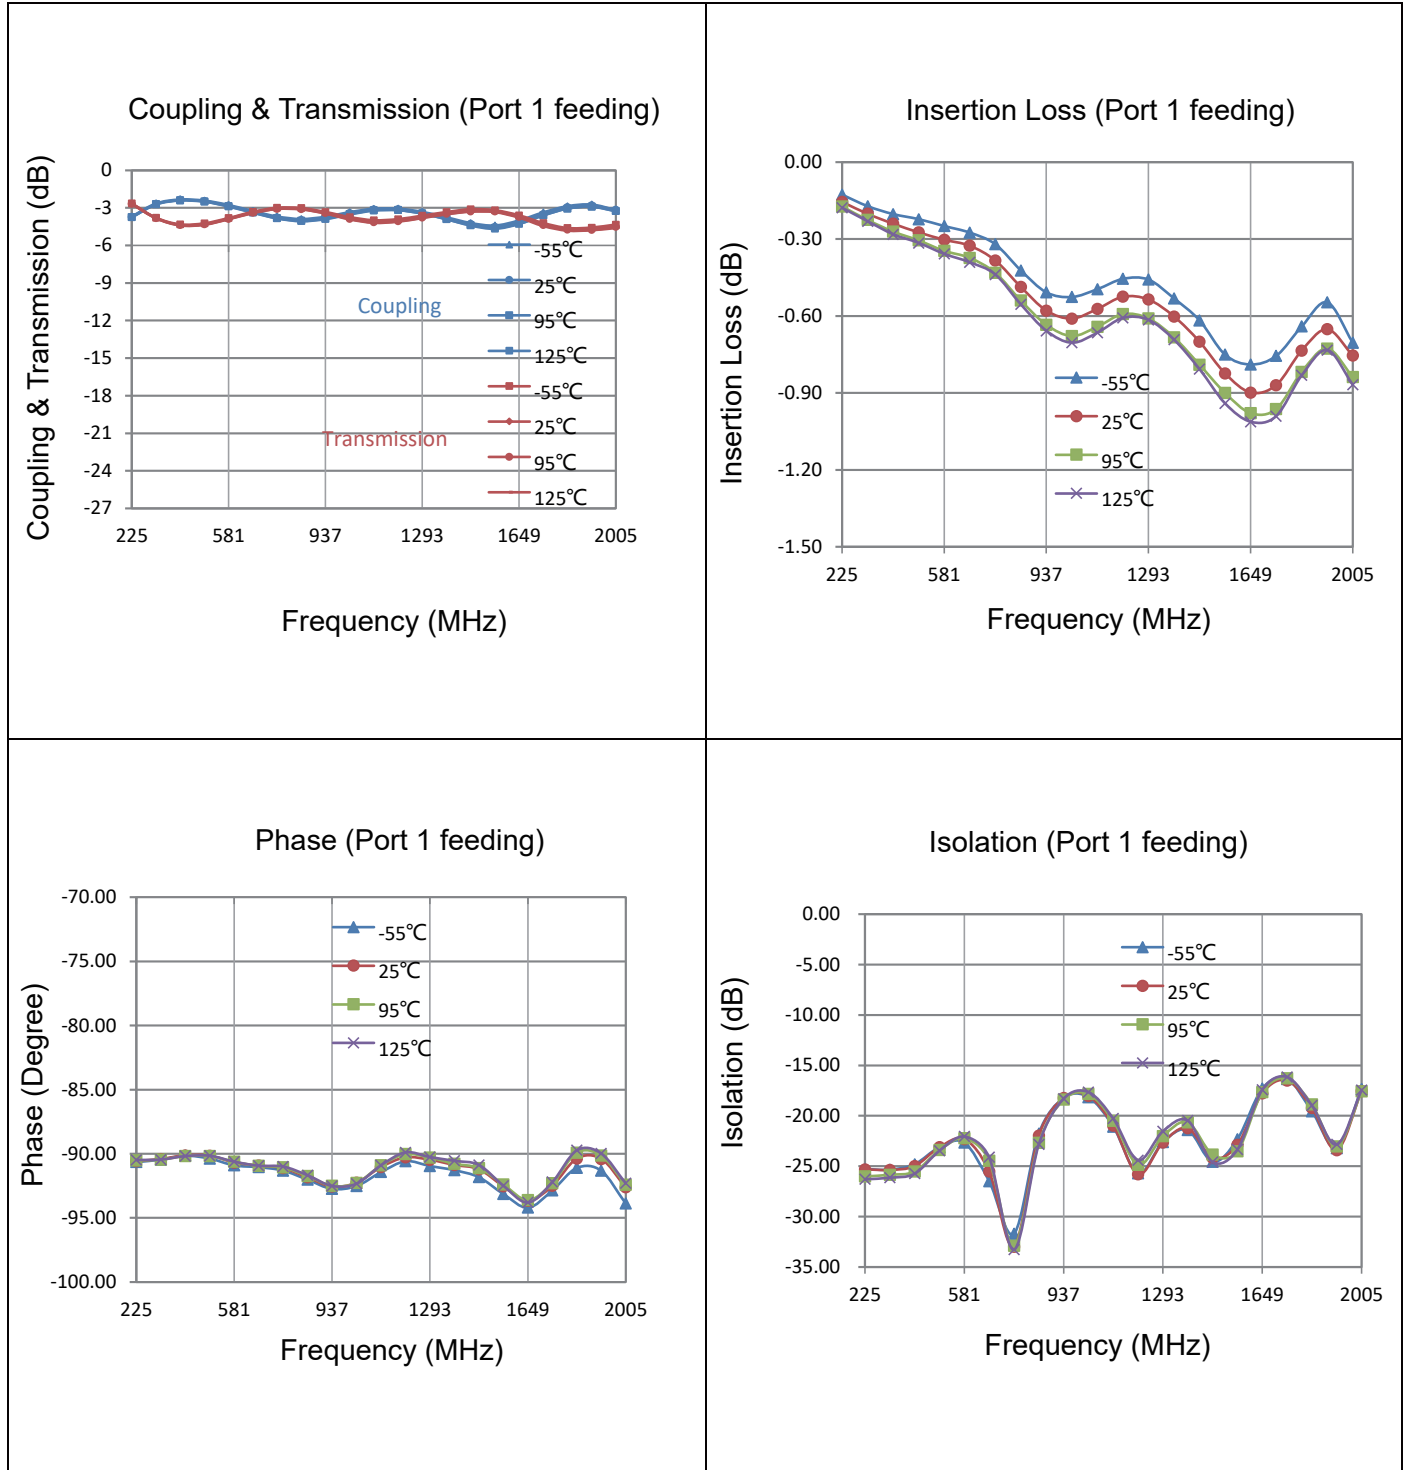 Coupling & Transmission (Port 1 feeding)
Coupling & Transmission (dB)
0
-3
-6
-9
-12
-15
-18
-21
-24
-27
225 581 937 1293 1649 2005
-55℃
25℃
Coupling
95℃
125℃
-55℃
25℃
Transmission
95℃
125℃
Frequency (MHz)
Insertion Loss (Port 1 feeding)
Insertion Loss (dB)
0.00
-0.30
-0.60
-0.90
-1.20
-1.50
225 581 937 1293 1649 2005
-55℃
25℃
95℃
125℃
Frequency (MHz)
Phase (Port 1 feeding)
Phase (Degree)
-70.00
-75.00
-80.00
-85.00
-90.00
-95.00
-100.00
225 581 937 1293 1649 2005
-55℃
25℃
95℃
125℃
Frequency (MHz)
Isolation (Port 1 feeding)
Isolation (dB)
0.00
-5.00
-10.00
-15.00
-20.00
-25.00
-30.00
-35.00
225 581 937 1293 1649 2005
-55℃
25℃
95℃
125℃
Frequency (MHz)